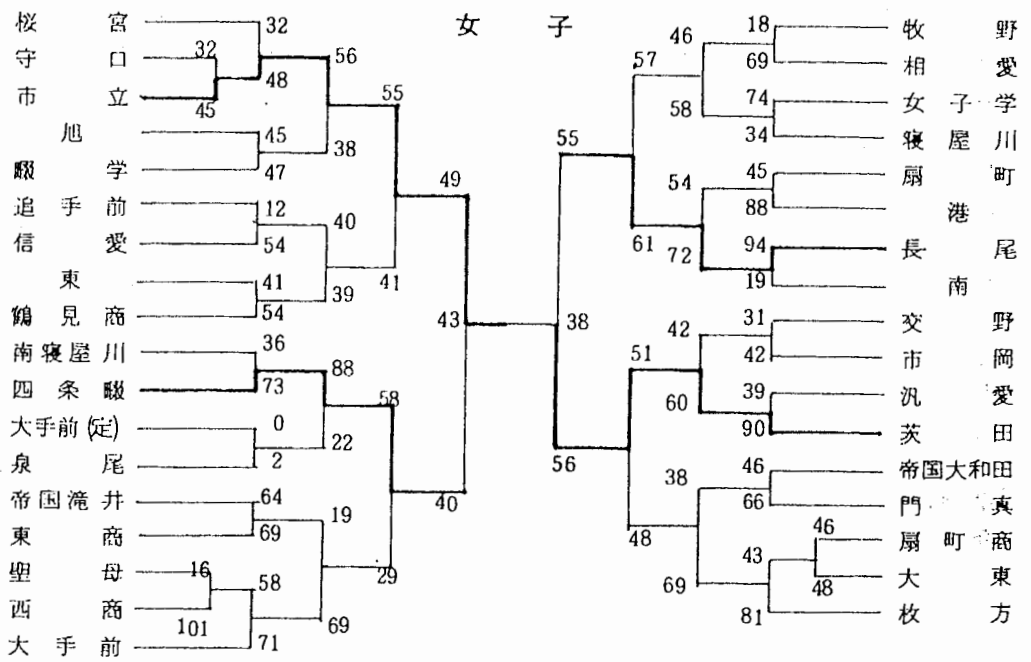 女子
桜宮
32
守口
32
56
市立
48
45
55
旭
45
38
畷学
47
49
追手前
12
40
信愛
54
東
41
41
39
鶴見商
54
43
南寝屋川
36
88
四条畷
73
58
大手前(定)
0
22
泉尾
2
40
帝国滝井
64
19
東商
69
29
聖母
16
58
西商
101
69
大手前
71
牧野
18
46
相愛
69
57
女子学
74
58
寝屋川
34
55
扇町
45
54
港
88
61
長尾
94
72
南
19
38
交野
31
42
市岡
42
51
汎愛
39
60
茨田
90
56
帝国大和田
46
38
門真
66
48
扇町商
46
43
大東
48
69
枚方
81